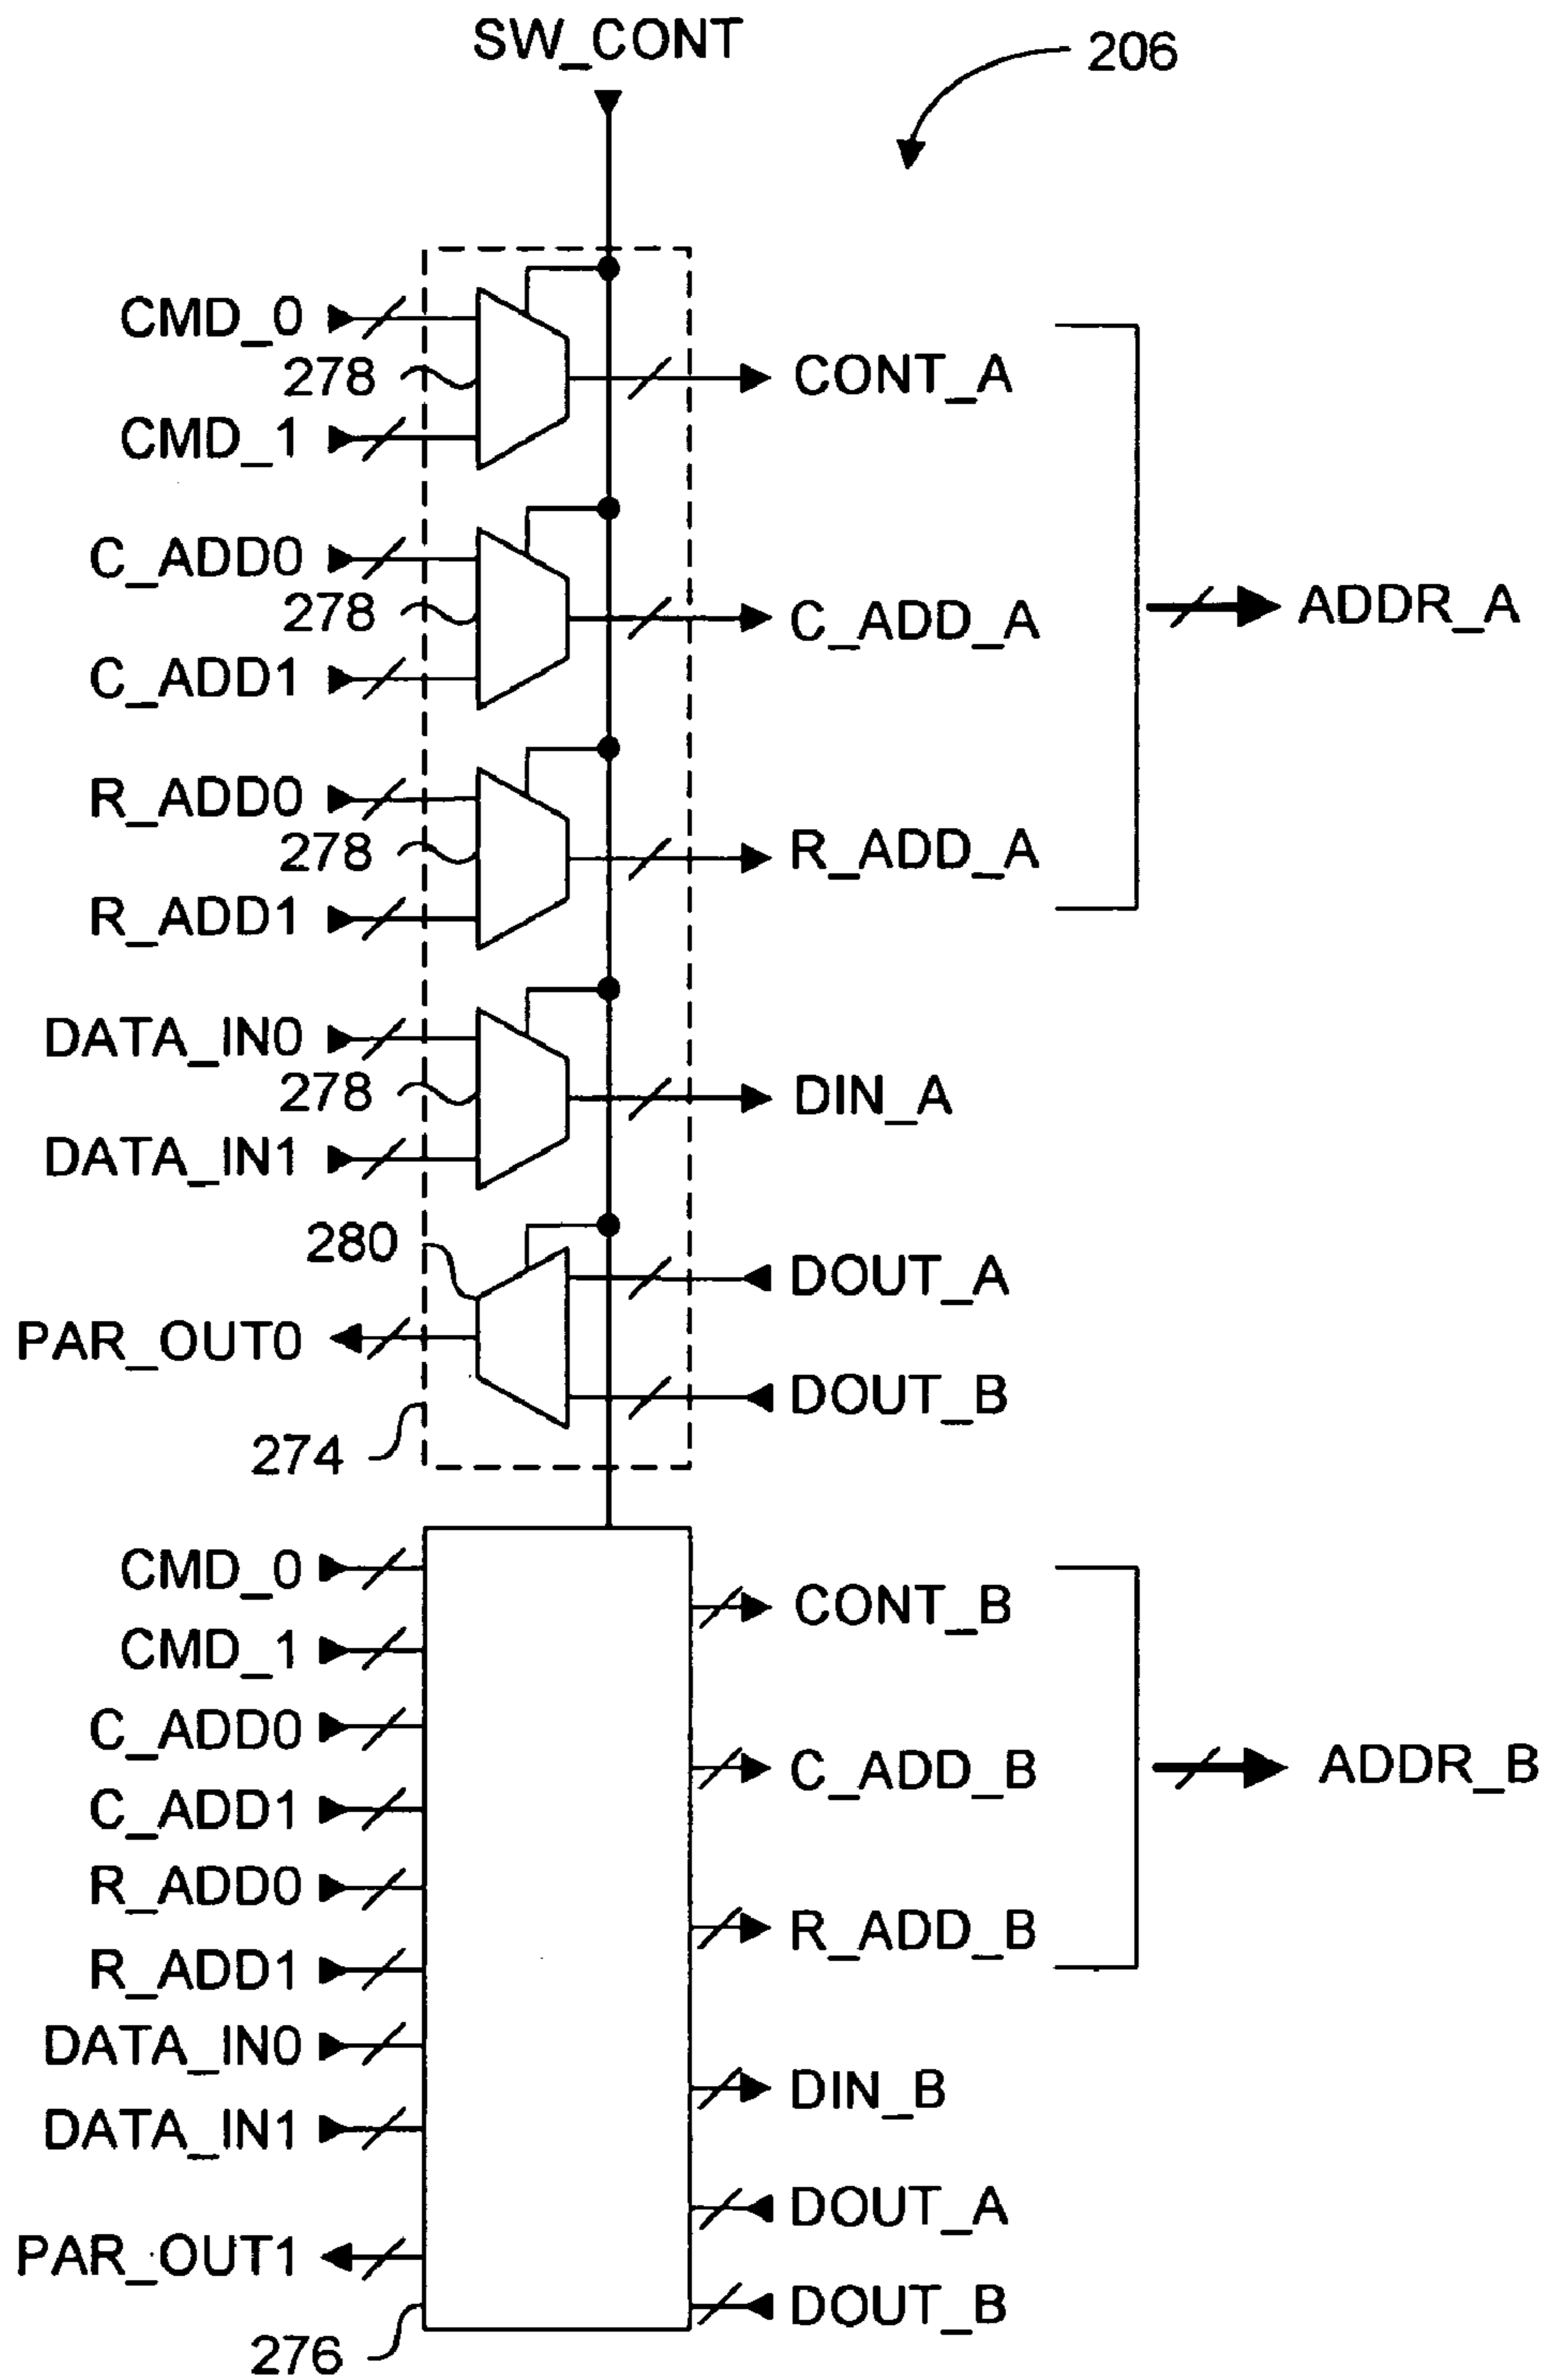 SW_CONT
206
CMD_0
278
CONT_A
CMD_1
C_ADD0
278
C_ADD_A
ADDR_A
C_ADD1
R_ADD0
278
R_ADD_A
R_ADD1
DATA_IN0
278
DIN_A
DATA_IN1
280
DOUT_A
PAR_OUT0
DOUT_B
274
CMD_0
CONT_B
CMD_1
C_ADD0
C_ADD_B
ADDR_B
C_ADD1
R_ADD0
R_ADD_B
R_ADD1
DATA_IN0
DIN_B
DATA_IN1
DOUT_A
PAR_OUT1
DOUT_B
276